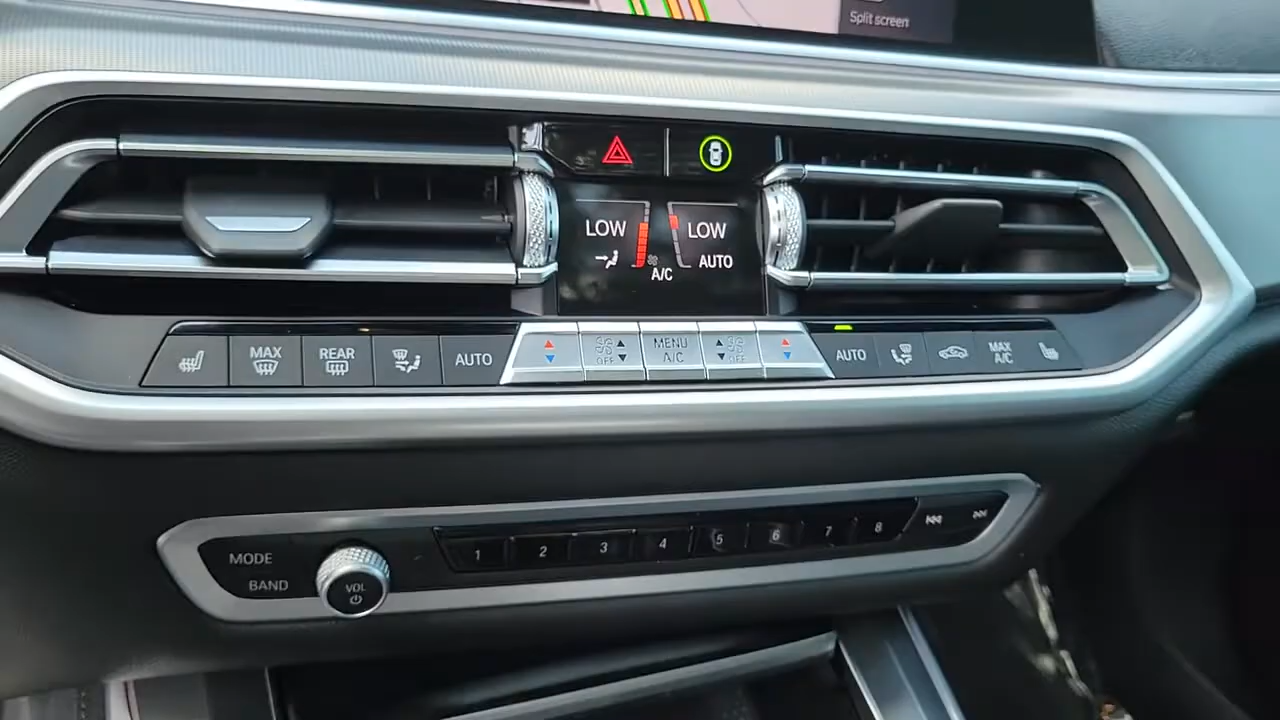 Split screen
LOW LOW
A/C AUTO
MAX REAR AUTO OFF MENU A/C OFF AUTO MAX A/C
MODE
BAND
VOL
1 2 3 4 5 6 7 8